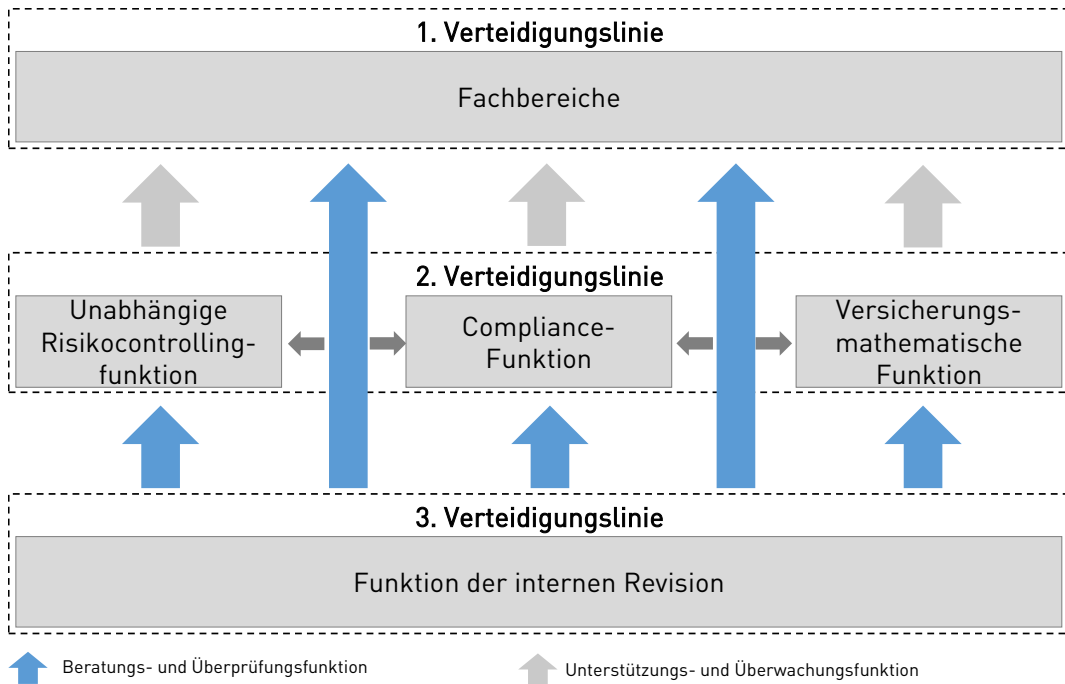 1. Verteidigungslinie
Fachbereiche
2. Verteidigungslinie
Unabhängige
Risikocontrolling-
funktion
Compliance-
Funktion
Versicherungs-
mathematische
Funktion
3. Verteidigungslinie
Funktion der internen Revision
Beratungs- und Überprüfungsfunktion
Unterstützungs- und Überwachungsfunktion